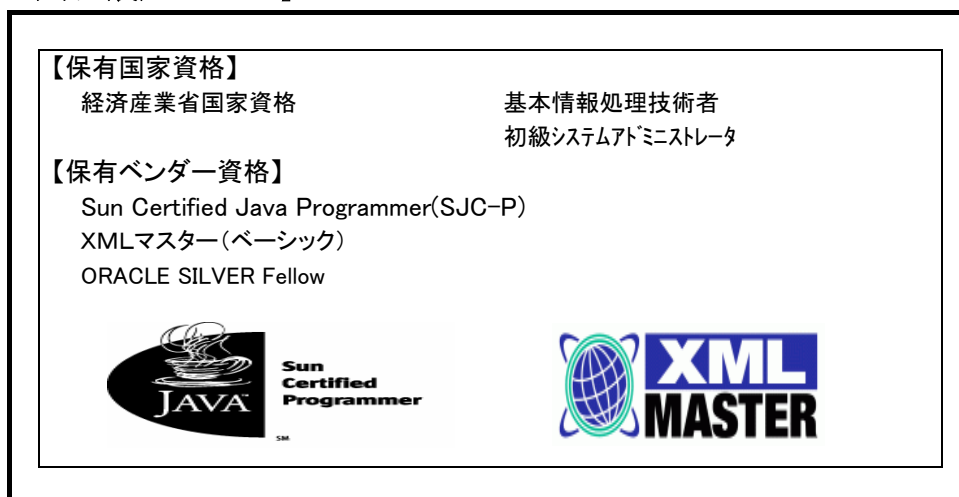 【保有国家資格】
経済産業省国家資格 基本情報処理技術者
初級ｼｽﾃﾑｱﾄﾞﾐﾆｽﾄﾚｰﾀ
【保有ベンダー資格】
Sun Certified Java Programmer(SJC-P)
XMLマスター（ベーシック）
ORACLE SILVER Fellow
JAVA
Sun
Certified
Programmer
SM
XML
MASTER